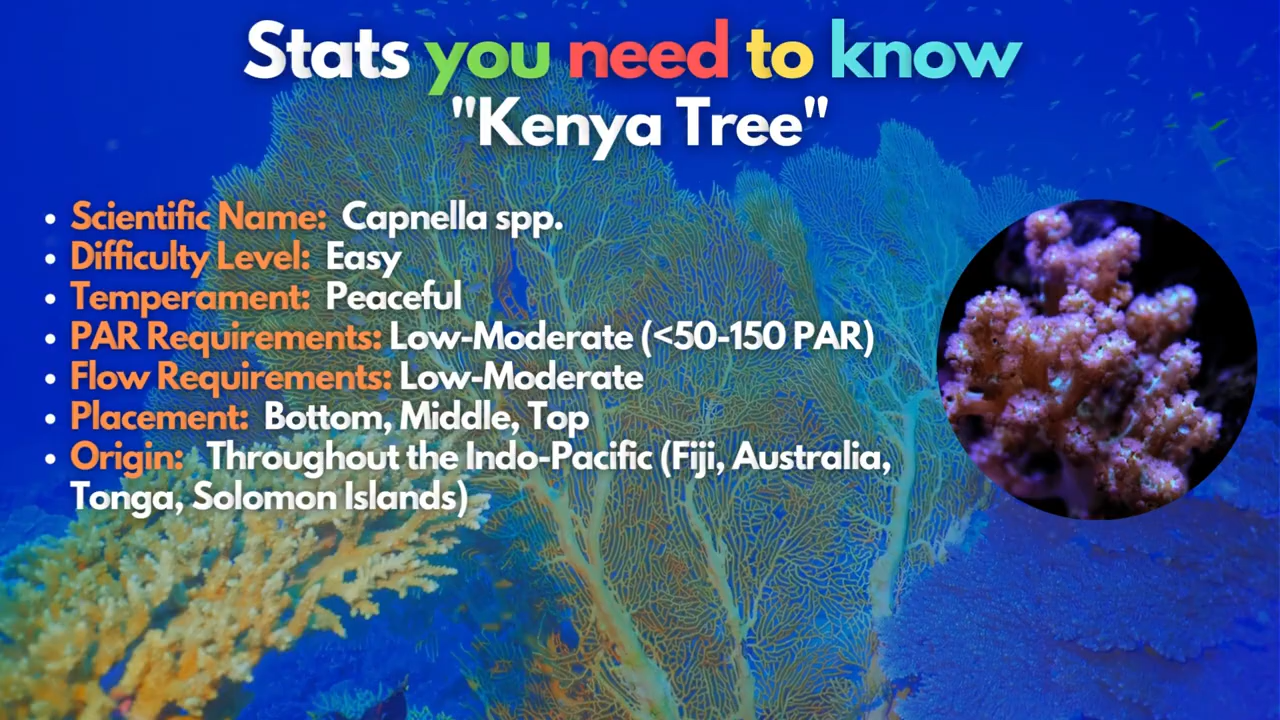 Stats you need to know
"Kenya Tree"
• Scientific Name: Capnella spp.
• Difficulty Level: Easy
• Temperament: Peaceful
• PAR Requirements: Low-Moderate (<50-150 PAR)
• Flow Requirements: Low-Moderate
• Placement: Bottom, Middle, Top
• Origin: Throughout the Indo-Pacific (Fiji, Australia,
Tonga, Solomon Islands)